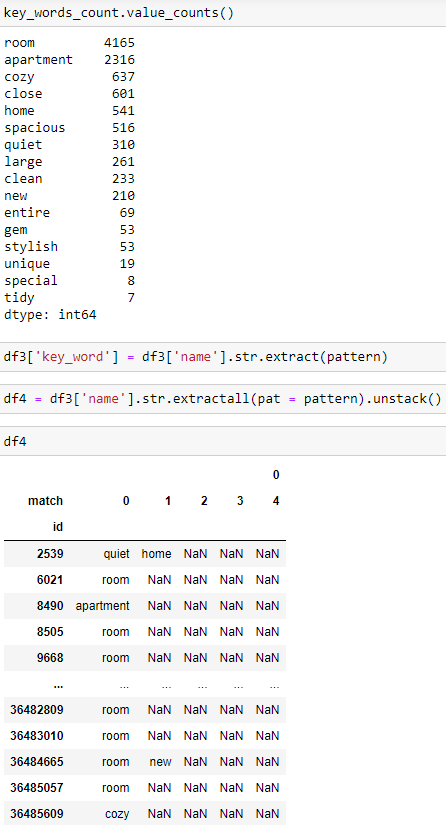 key_words_count.value_counts()
room 4165
apartment 2316
cozy 637
close 601
home 541
spacious 516
quiet 310
large 261
clean 233
new 210
entire 69
gem 53
stylish 53
unique 19
special 8
tidy 7
dtype: int64
df3['key_word'] = df3['name'].str.extract(pattern)
df4 = df3['name'].str.extractall(pat = pattern).unstack()
df4
0
match 0 1 2 3 4
id
2539 quiet home NaN NaN NaN
6021 room NaN NaN NaN NaN
8490 apartment NaN NaN NaN NaN
8505 room NaN NaN NaN NaN
9668 room NaN NaN NaN NaN
... ... ... ... ... ...
36482809 room NaN NaN NaN NaN
36483010 room NaN NaN NaN NaN
36484665 room new NaN NaN NaN
36485057 room NaN NaN NaN NaN
36485609 cozy NaN NaN NaN NaN